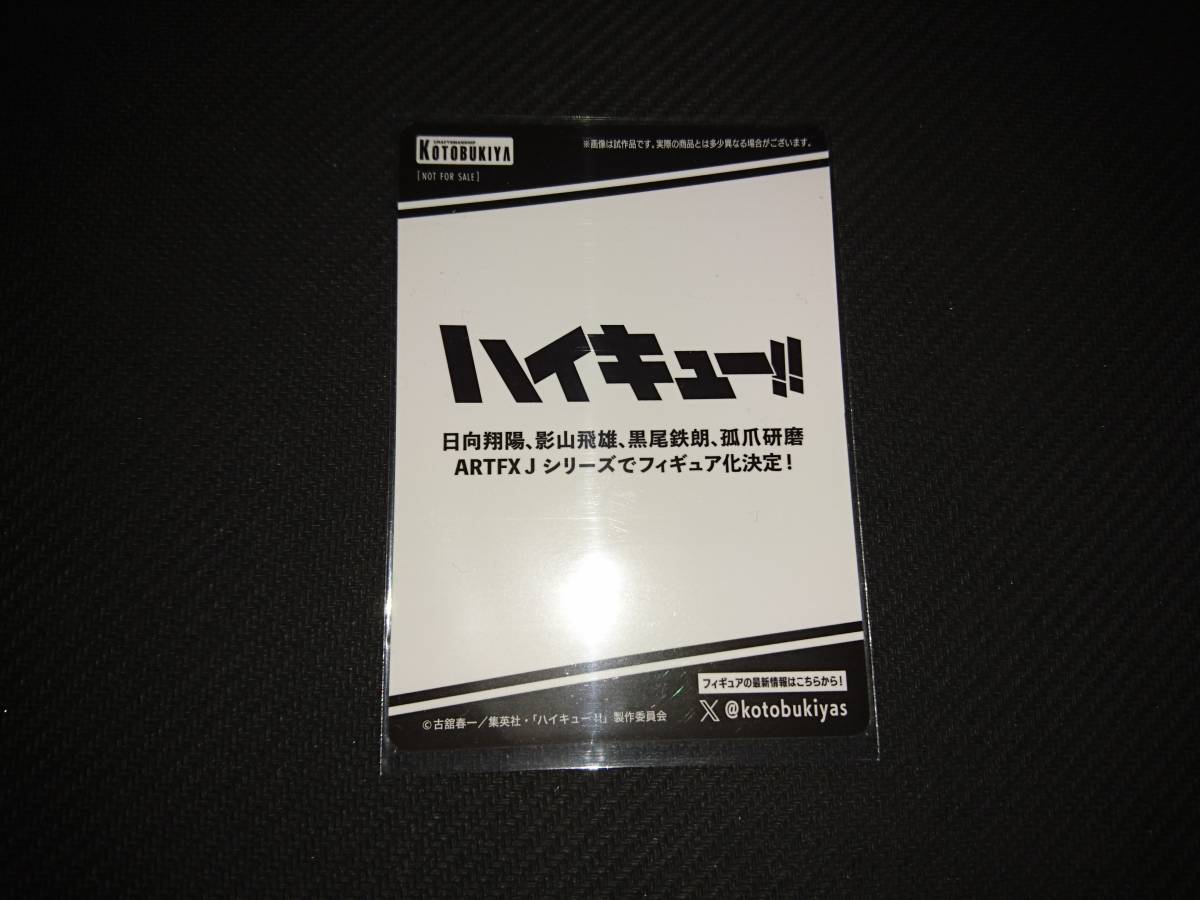 CRAFTSMANSHIP
KOTOBUKIYA
[NOT FOR SALE]
※画像は試作品です。実際の商品とは多少異なる場合がございます。
ハイキュー!!
日向翔陽、影山飛雄、黒尾鉄朗、孤爪研磨
ARTFX J シリーズでフィギュア化決定!
フィギュアの最新情報はこちらから!
X @kotobukiyas
©古舘春一/集英社・「ハイキュー!!」製作委員会